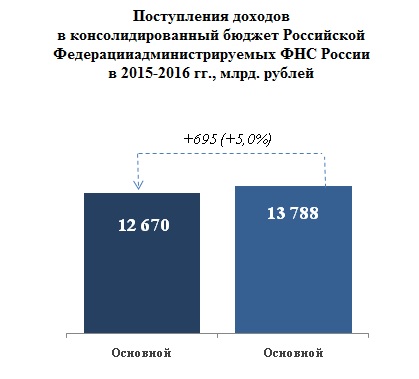 Поступления доходов
в консолидированный бюджет Российской
Федерацииадминистрируемых ФНС России
в 2015-2016 гг., млрд. рублей
+695 (+5,0%)
12 670
13 788
Основной
Основной